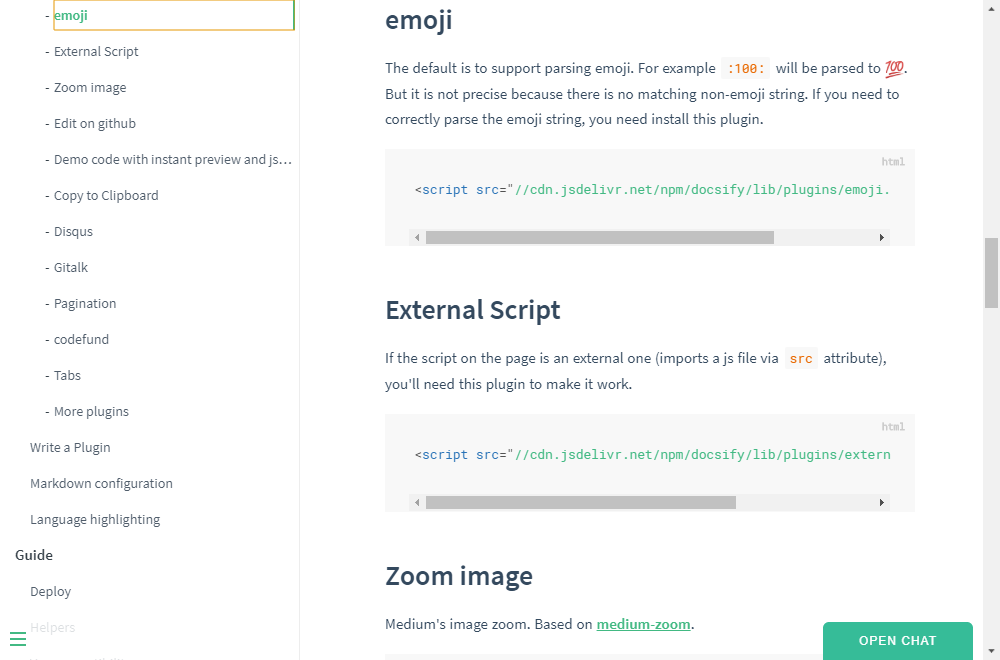 - emoji
- External Script
- Zoom image
- Edit on github
- Demo code with instant preview and js...
- Copy to Clipboard
- Disqus
- Gitalk
- Pagination
- codefund
- Tabs
- More plugins
Write a Plugin
Markdown configuration
Language highlighting
Guide
Deploy
Helpers
emoji
The default is to support parsing emoji. For example :100: will be parsed to 💯.
But it is not precise because there is no matching non-emoji string. If you need to
correctly parse the emoji string, you need install this plugin.
html
<script src="//cdn.jsdelivr.net/npm/docsify/lib/plugins/emoji.
External Script
If the script on the page is an external one (imports a js file via src attribute),
you'll need this plugin to make it work.
html
<script src="//cdn.jsdelivr.net/npm/docsify/lib/plugins/extern
Zoom image
Medium's image zoom. Based on medium-zoom.
OPEN CHAT